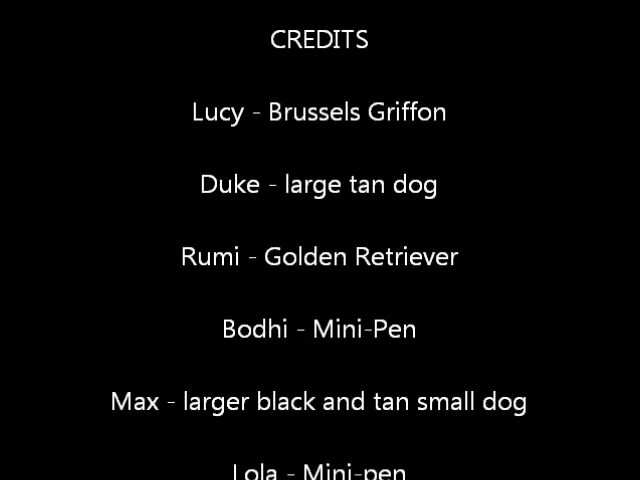 CREDITS
Lucy - Brussels Griffon
Duke - large tan dog
Rumi - Golden Retriever
Bodhi - Mini-Pen
Max - larger black and tan small dog
Lola - Mini-pen